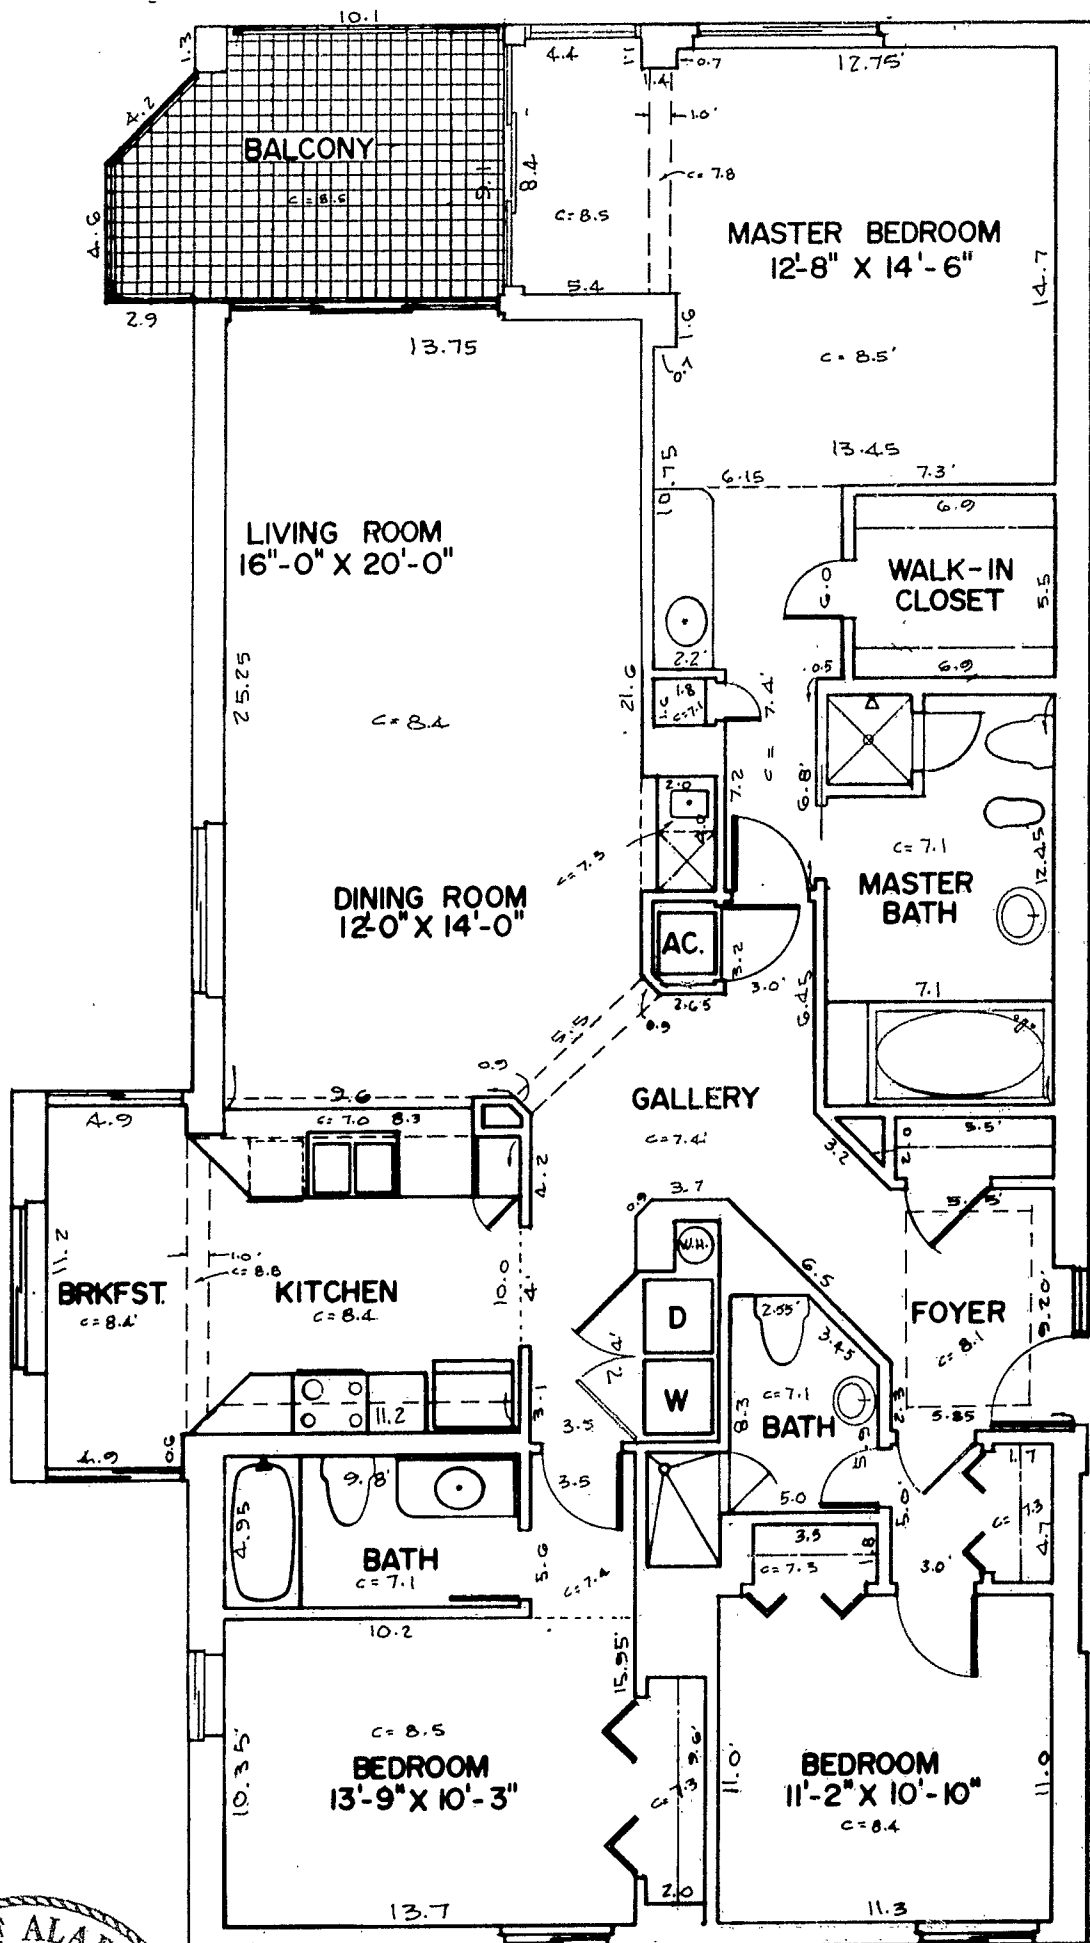 10.1
1.3
4.4
1.1
0.7
12.75'
1.4
1.0'
4.2
BALCONY
C = 8.5
9.1
8.4
C = 7.8
C= 8.5
4.6
MASTER BEDROOM
12'-8" X 14'-6"
14.7
5.4
2.9
1.6
13.75
0.7
C = 8.5'
13.45
10.75
6.15
7.3'
6.9
LIVING ROOM
16"-0" X 20'-0"
WALK-IN
CLOSET
6.0
5.5
2.2'
6.9
0.5
25.25
21.6
1.8
1.6
C=7.1
C = 7.4'
C = 8.4
7.2
6.8'
2.0
C= 7.3
C= 7.1
12.45'
MASTER
BATH
DINING ROOM
12'-0" X 14'-0"
AC.
3.2
3.0'
2.65
6.45
7.1
5.5
0.9
0.9
9.6
GALLERY
C=7.4'
4.9
C= 7.0
8.3
3.2
2.0
5.5'
4.2
3.7
0.9
11.2
1.0'
C= 8.8
W.H.
6.5
BRKFST.
C= 8.4'
KITCHEN
C= 8.4
10.0
4'
D
2.55'
3.45
FOYER
C= 8.1
9.20'
7.4'
W
C=7.1
BATH
8.3
2.3
5.85
11.2
3.1
3.5
4.9
0.6
3.5
5.0
5.0'
1.7
C= 7.3
4.7
9.8'
4.95
BATH
C= 7.1
5.6
C= 7.4
3.5
C= 7.3
1.8
3.0'
10.2
15.95'
C= 8.5
BEDROOM
13'-9" X 10'-3"
10.35'
9.6'
C= 7.3
2.0
BEDROOM
11'-2" X 10'-10"
C= 8.4
11.0'
11.0
13.7
11.3